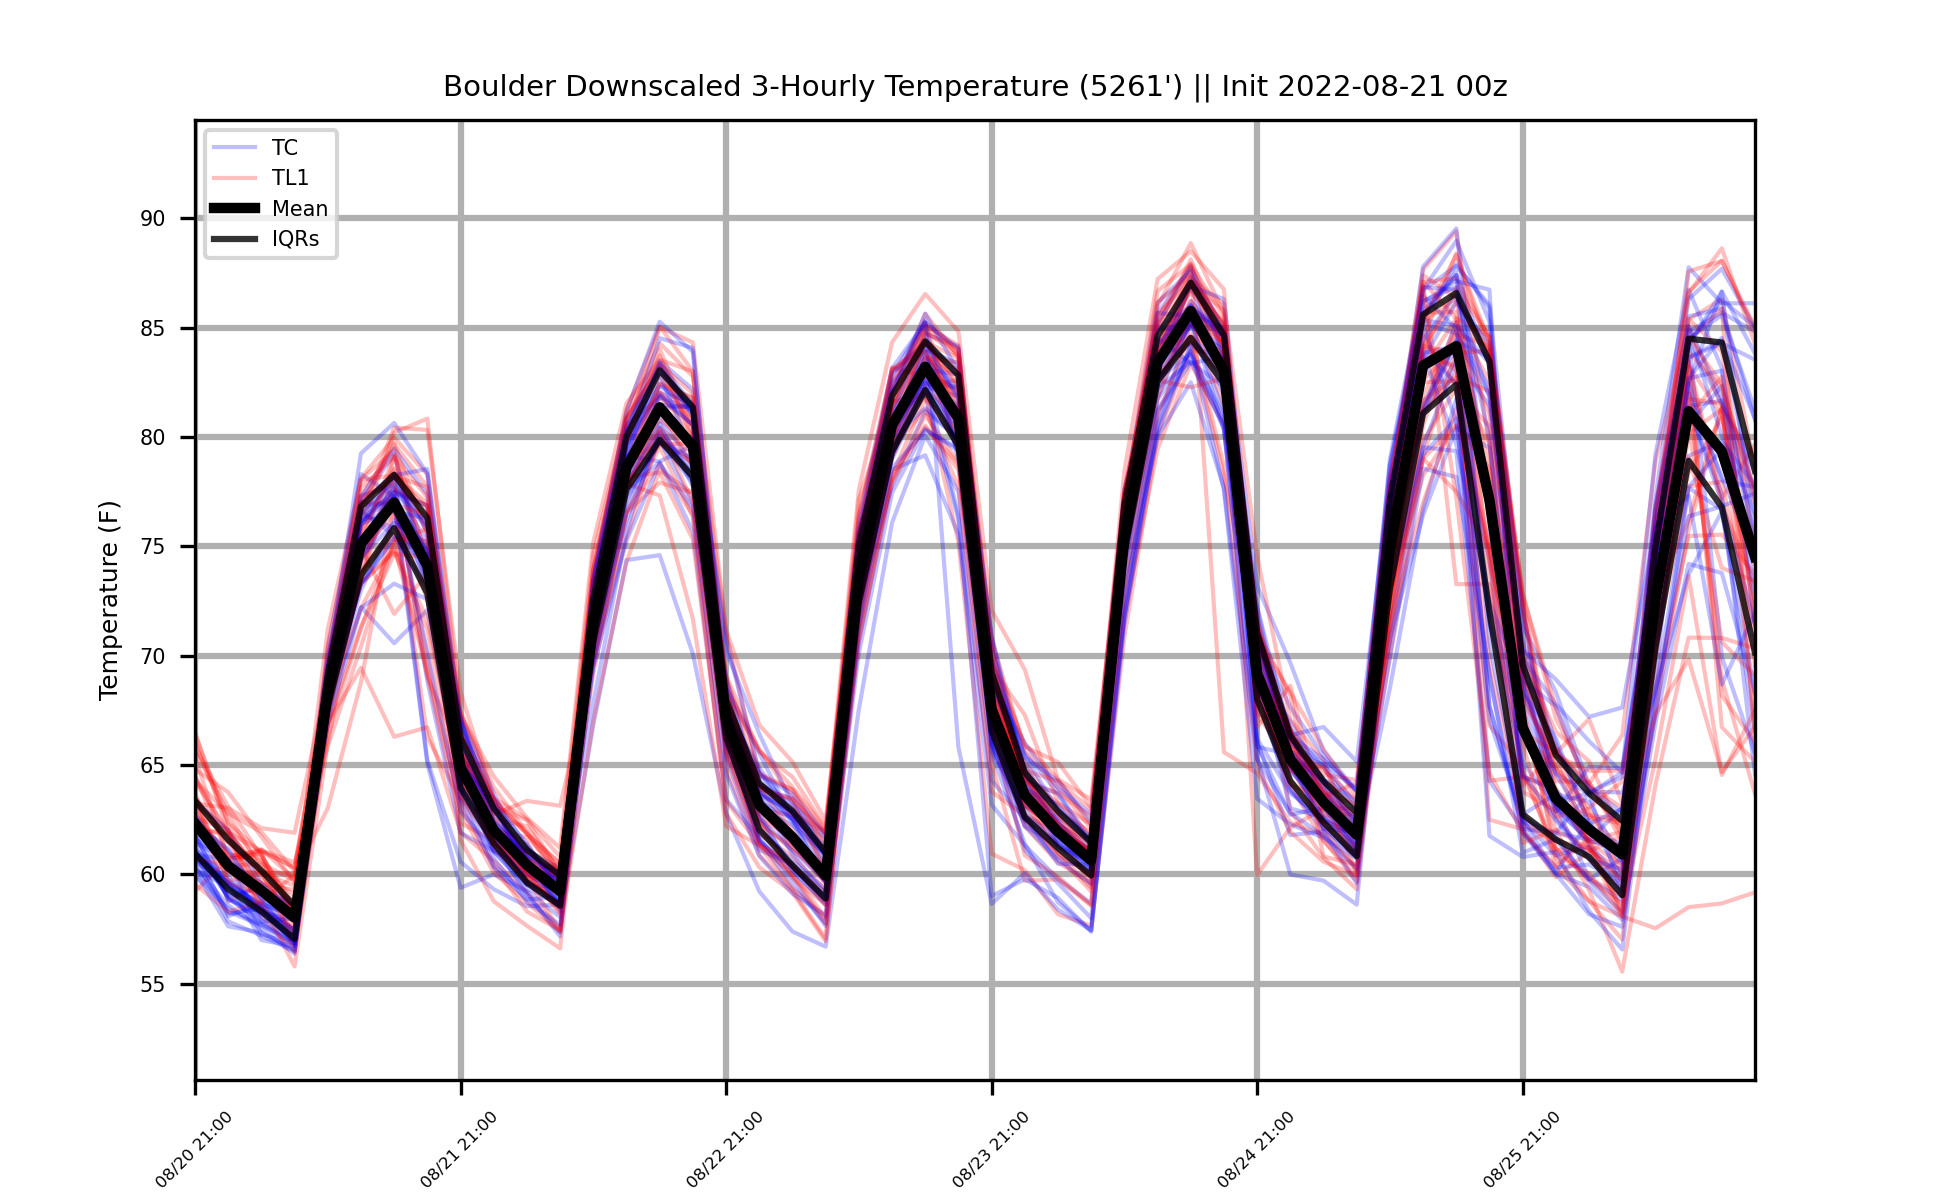 Boulder Downscaled 3-Hourly Temperature (5261') || Init 2022-08-21 00z
TC
TL1
Mean
IQRs
Temperature (F)
90
85
80
75
70
65
60
55
08/20 21:00
08/21 21:00
08/22 21:00
08/23 21:00
08/24 21:00
08/25 21:00